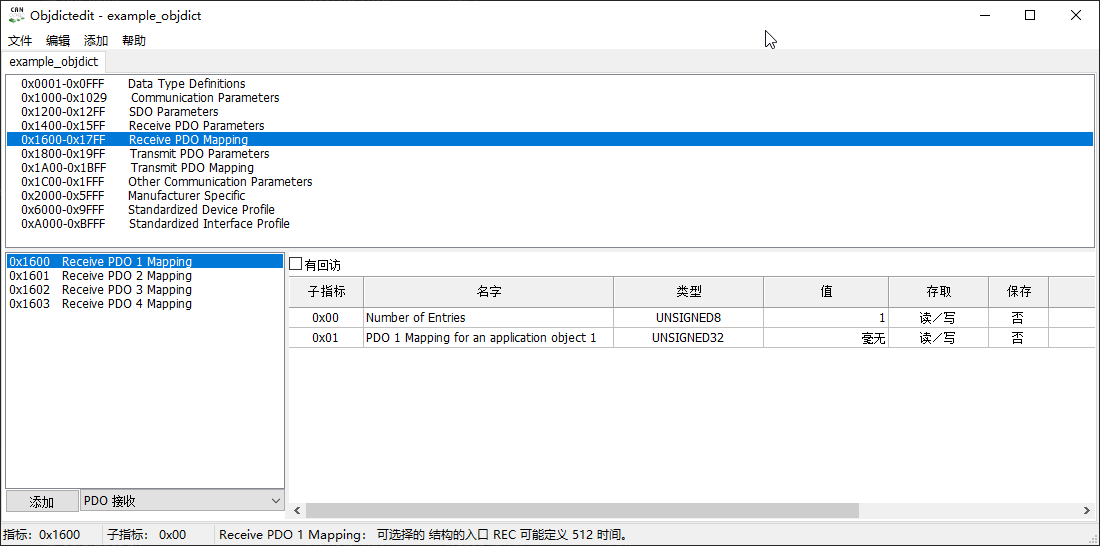 CAN
Objdictedit - example_objdict
文件 编辑 添加 帮助
example_objdict
0x0001-0x0FFF Data Type Definitions
0x1000-0x1029 Communication Parameters
0x1200-0x12FF SDO Parameters
0x1400-0x15FF Receive PDO Parameters
0x1600-0x17FF Receive PDO Mapping
0x1800-0x19FF Transmit PDO Parameters
0x1A00-0x1BFF Transmit PDO Mapping
0x1C00-0x1FFF Other Communication Parameters
0x2000-0x5FFF Manufacturer Specific
0x6000-0x9FFF Standardized Device Profile
0xA000-0xBFFF Standardized Interface Profile
0x1600 Receive PDO 1 Mapping
0x1601 Receive PDO 2 Mapping
0x1602 Receive PDO 3 Mapping
0x1603 Receive PDO 4 Mapping
添加 PDO 接收
有回访
子指标 名字 类型 值 存取 保存
0x00 Number of Entries UNSIGNED8 1 读/写 否
0x01 PDO 1 Mapping for an application object 1 UNSIGNED32 毫无 读/写 否
指标: 0x1600 子指标: 0x00 Receive PDO 1 Mapping: 可选择的 结构的入口 REC 可能定义 512 时间。